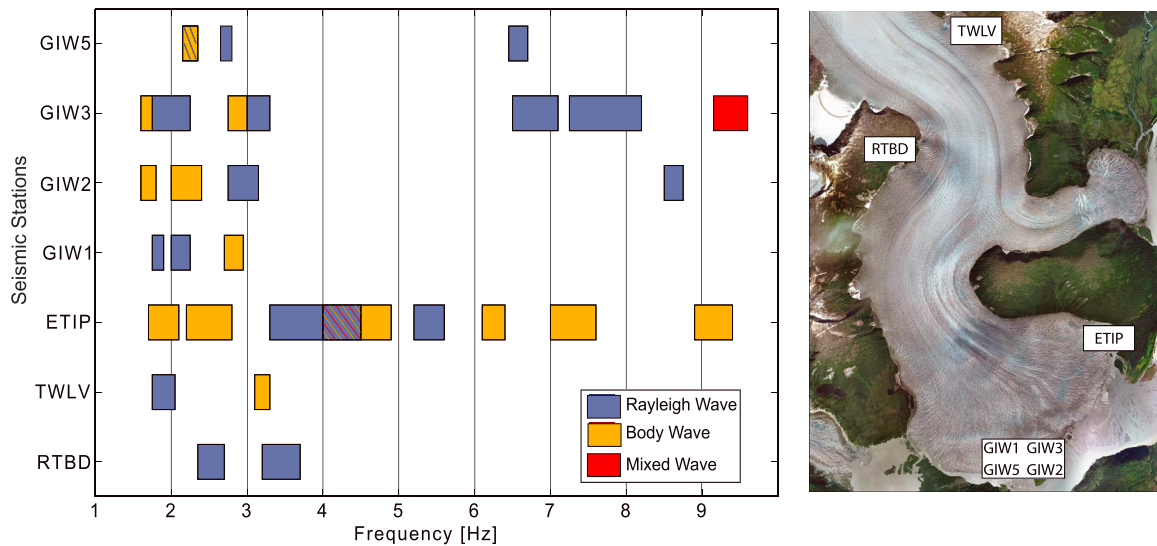 Seismic Stations
GIW5
GIW3
GIW2
GIW1
ETIP
TWLV
RTBD
1 2 3 4 5 6 7 8 9
Frequency [Hz]
Rayleigh Wave
Body Wave
Mixed Wave
TWLV
RTBD
ETIP
GIW1 GIW3
GIW5 GIW2